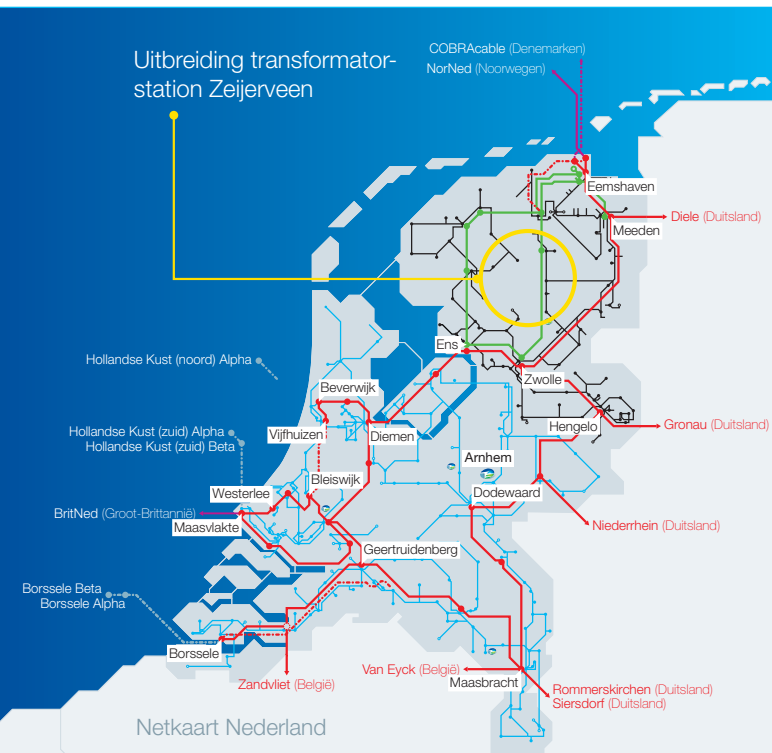 Uitbreiding transformator-
station Zeijerveen
COBRAcable (Denemarken)
NorNed (Noorwegen)
Eemshaven
Diele (Duitsland)
Meeden
Ens
Hollandse Kust (noord) Alpha
Zwolle
Beverwijk
Hengelo
Gronau (Duitsland)
Hollandse Kust (zuid) Alpha
Hollandse Kust (zuid) Beta
Vijfhuizen
Diemen
Arnhem
Bleiswijk
Westerlee
Dodewaard
BritNed (Groot-Brittannië)
Maasvlakte
Niederrhein (Duitsland)
Geertruidenberg
Borssele Beta
Borssele Alpha
Borssele
Zandvliet (België)
Van Eyck (België)
Maasbracht
Rommerskirchen (Duitsland)
Siersdorf (Duitsland)
Netkaart Nederland